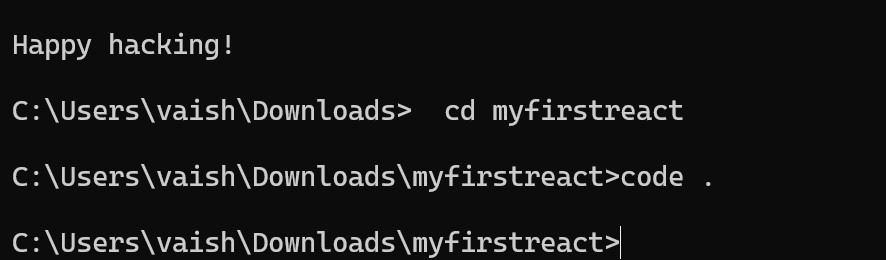 Happy hacking!
C:\Users\vaish\Downloads>  cd myfirstreact
C:\Users\vaish\Downloads\myfirstreact>code .
C:\Users\vaish\Downloads\myfirstreact>